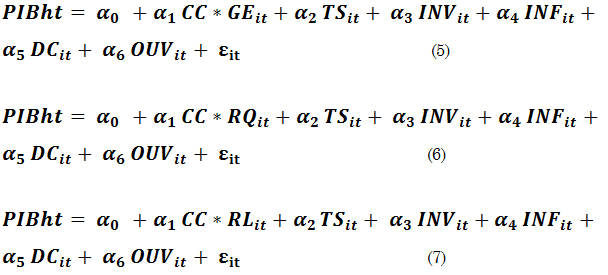 PIBht = α₀ + α₁ CC * GEᵢₜ + α₂ TSᵢₜ + α₃ INVᵢₜ + α₄ INFᵢₜ +
α₅ DCᵢₜ + α₆ OUVᵢₜ + εᵢₜ (5)
PIBht = α₀ + α₁ CC * RQᵢₜ + α₂ TSᵢₜ + α₃ INVᵢₜ + α₄ INFᵢₜ +
α₅ DCᵢₜ + α₆ OUVᵢₜ + εᵢₜ (6)
PIBht = α₀ + α₁ CC * RLᵢₜ + α₂ TSᵢₜ + α₃ INVᵢₜ + α₄ INFᵢₜ +
α₅ DCᵢₜ + α₆ OUVᵢₜ + εᵢₜ (7)